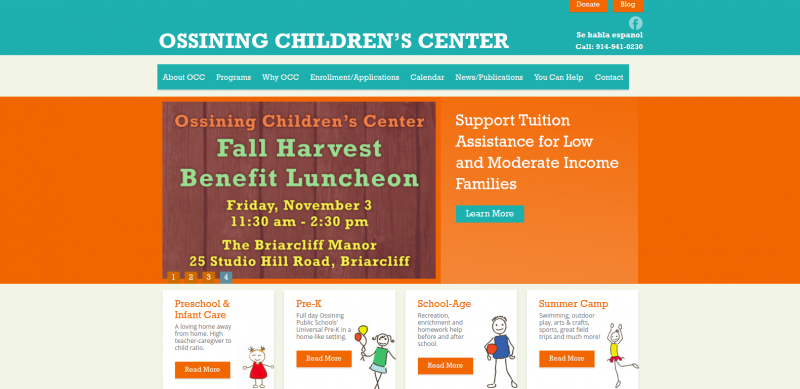 Donate
Blog
OSSINING CHILDREN'S CENTER
Se habla espanol
Call: 914-941-0230
About OCC
Programs
Why OCC
Enrollment/Applications
Calendar
News/Publications
You Can Help
Contact
Ossining Children's Center
Fall Harvest
Benefit Luncheon
Friday, November 3
11:30 am - 2:30 pm
The Briarcliff Manor
25 Studio Hill Road, Briarcliff
1
2
3
4
Support Tuition
Assistance for Low
and Moderate Income
Families
Learn More
Preschool &
Infant Care
A loving home away
from home. High
teacher-caregiver to
child ratio.
Read More
Pre-K
Full day Ossining
Public Schools'
Universal Pre-K in a
home-like setting.
Read More
School-Age
Recreation,
enrichment and
homework help
before and after
school.
Read More
Summer Camp
Swimming, outdoor
play, arts & crafts,
sports, great field
trips and much more!
Read More